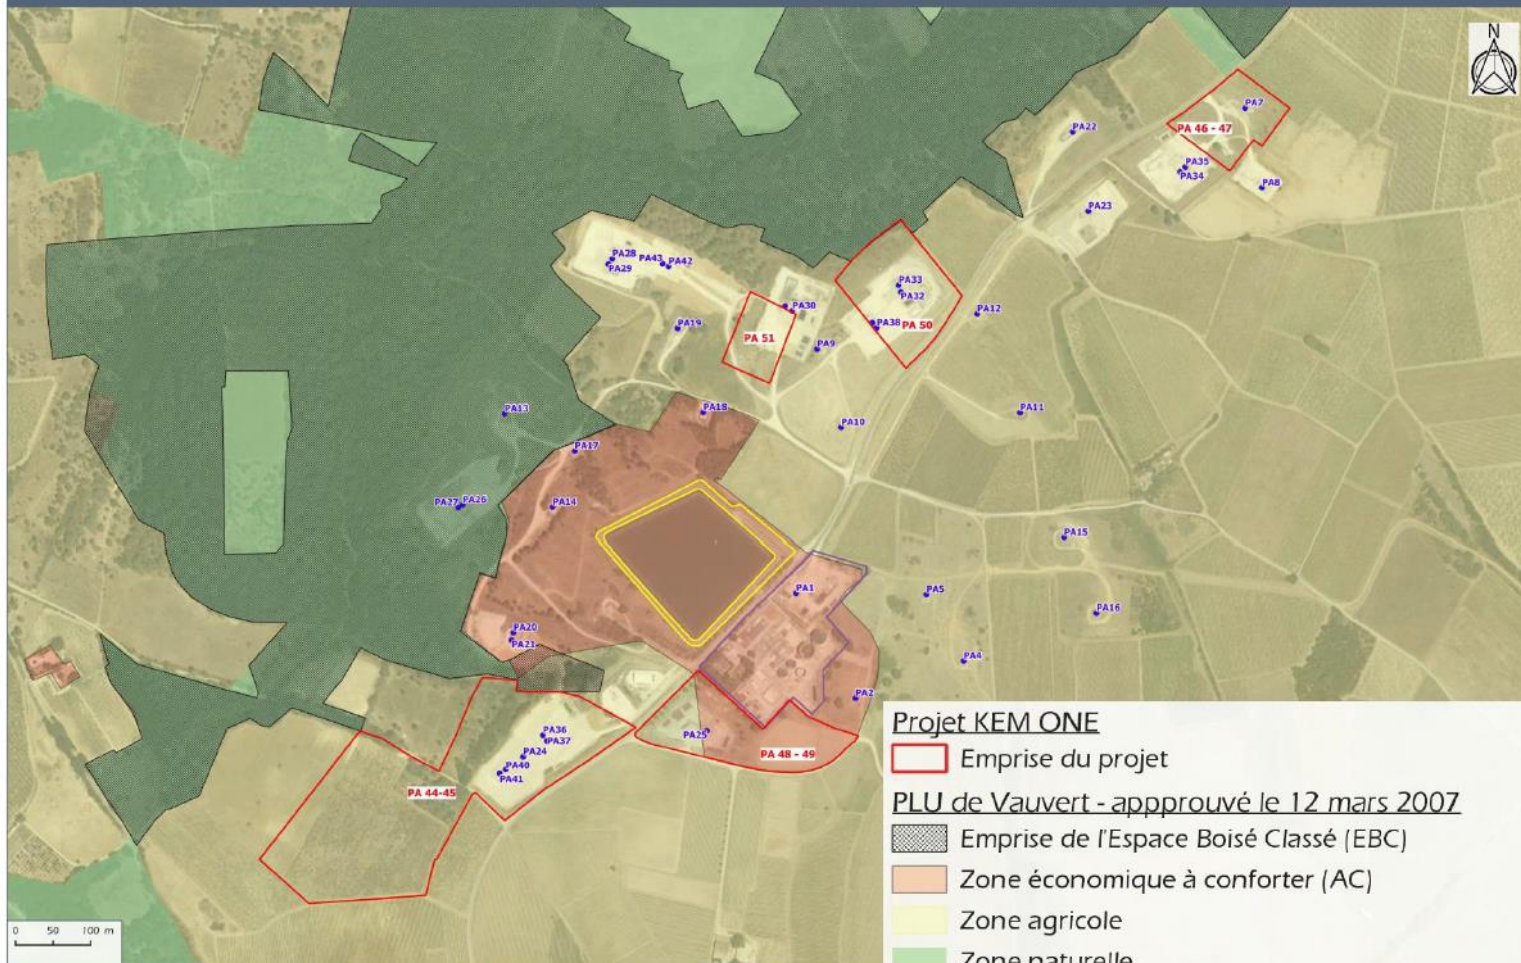 N
PA7
PA22
PA 46 - 47
PA35
PA34
PA8
PA23
PA28
PA43
PA42
PA29
PA33
PA32
PA30
PA12
PA19
PA38
PA 50
PA 51
PA9
PA18
PA11
PA13
PA10
PA17
PA27
PA26
PA14
PA15
PA1
PA5
PA16
PA20
PA21
PA4
PA2
PA36
PA25
PA37
PA24
PA 48 - 49
PA40
PA41
PA 44-45
Projet KEM ONE
Emprise du projet
PLU de Vauvert - appprouvé le 12 mars 2007
Emprise de l'Espace Boisé Classé (EBC)
Zone économique à conforter (AC)
Zone agricole
Zone naturelle
0 50 100 m